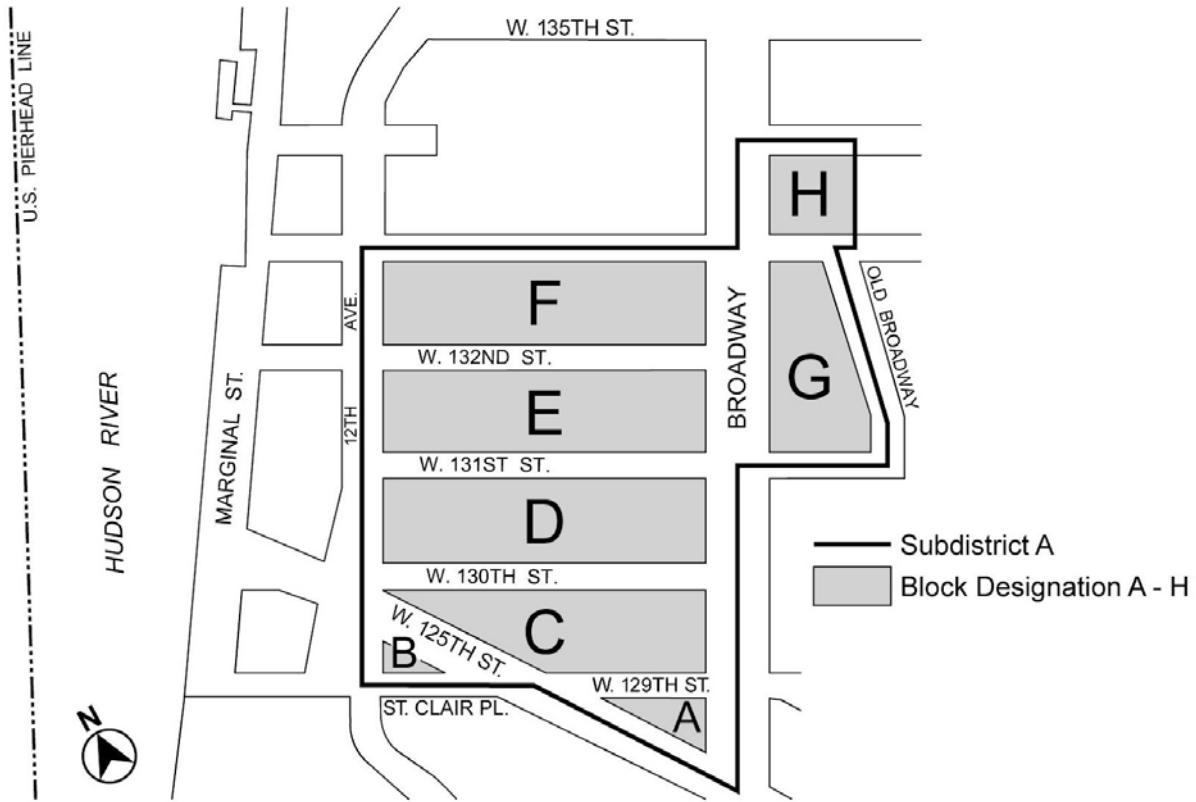 W. 135TH ST.
U.S. PIERHEAD LINE
H
F
AVE.
BROADWAY
OLD BROADWAY
W. 132ND ST.
G
HUDSON RIVER
MARGINAL ST.
E
12TH
W. 131ST ST.
D
Subdistrict A
W. 130TH ST.
Block Designation A - H
C
W. 125TH ST.
B
W. 129TH ST.
ST. CLAIR PL.
A
N